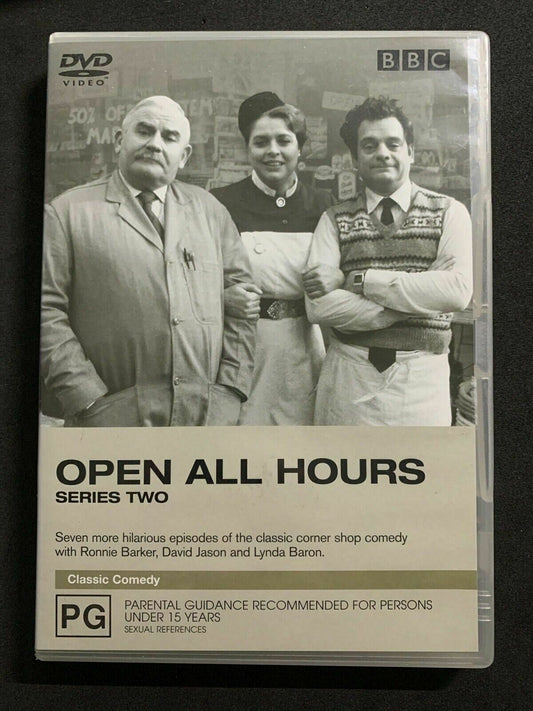 DVD
VIDEO
BBC
50% OFF
OPEN ALL HOURS
SERIES TWO
Seven more hilarious episodes of the classic corner shop comedy
with Ronnie Barker, David Jason and Lynda Baron.
Classic Comedy
PG
PARENTAL GUIDANCE RECOMMENDED FOR PERSONS
UNDER 15 YEARS
SEXUAL REFERENCES